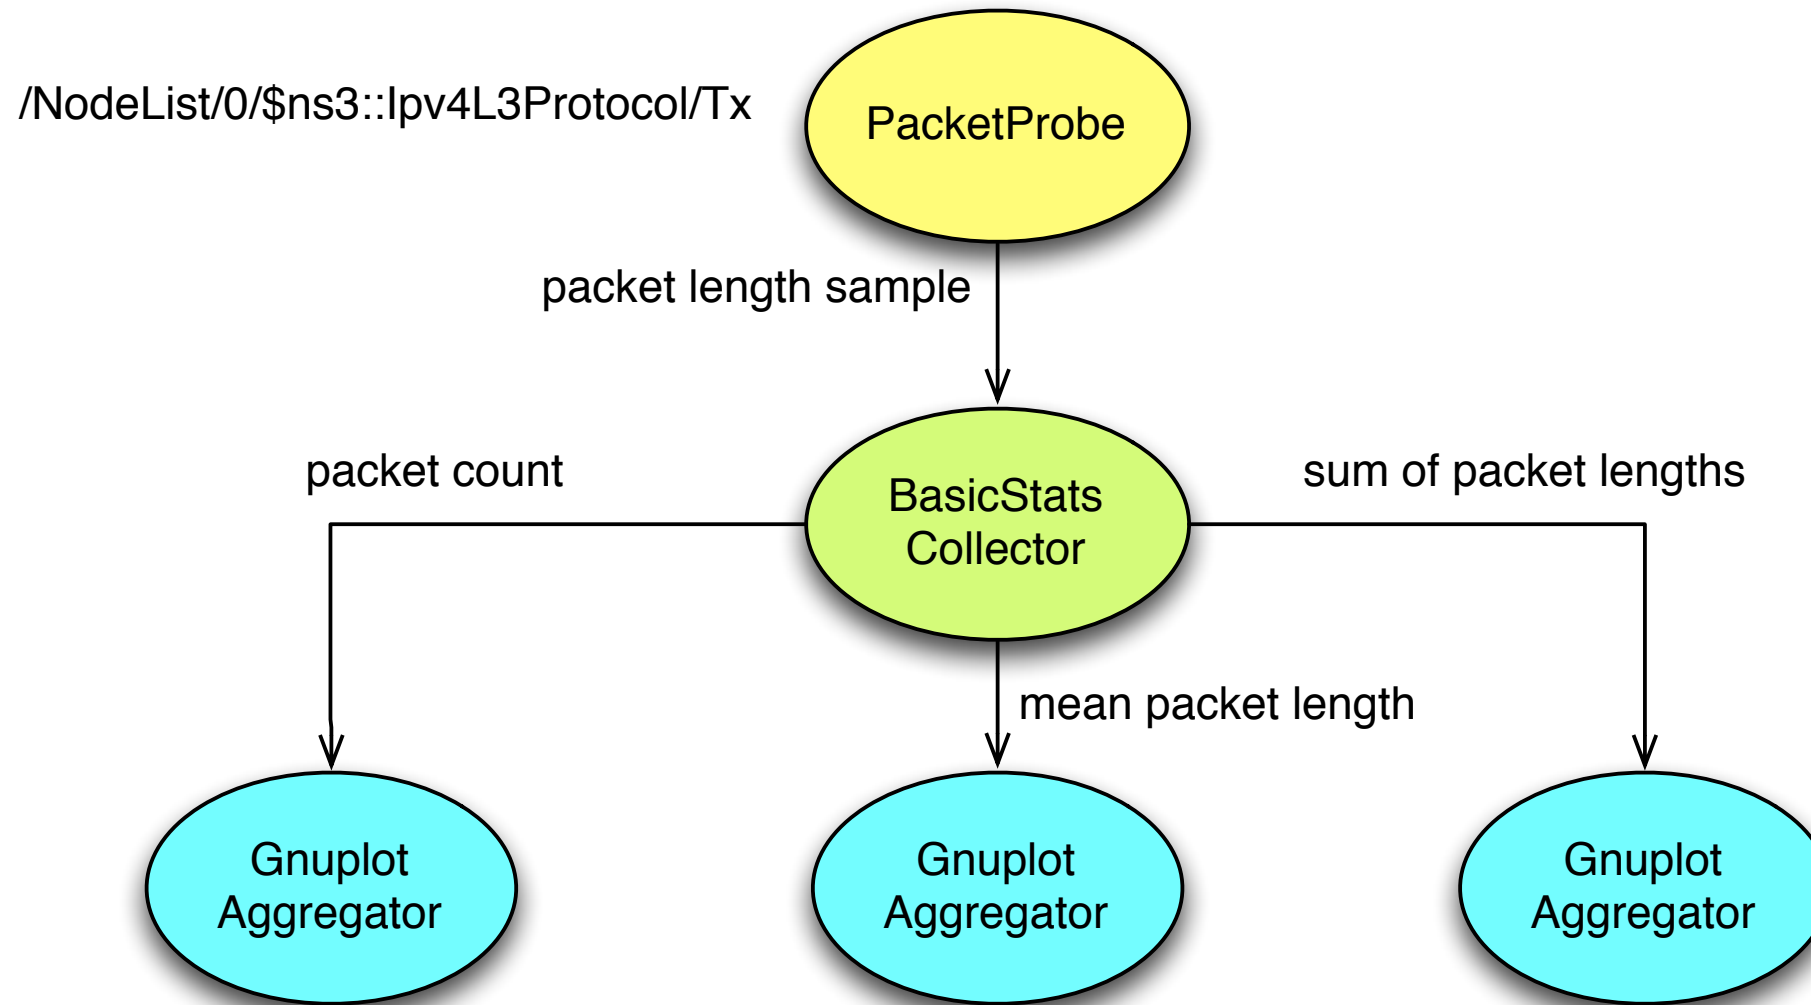 /NodeList/0/$ns3::Ipv4L3Protocol/Tx
PacketProbe
packet length sample
packet count
BasicStats
Collector
sum of packet lengths
mean packet length
Gnuplot
Aggregator
Gnuplot
Aggregator
Gnuplot
Aggregator